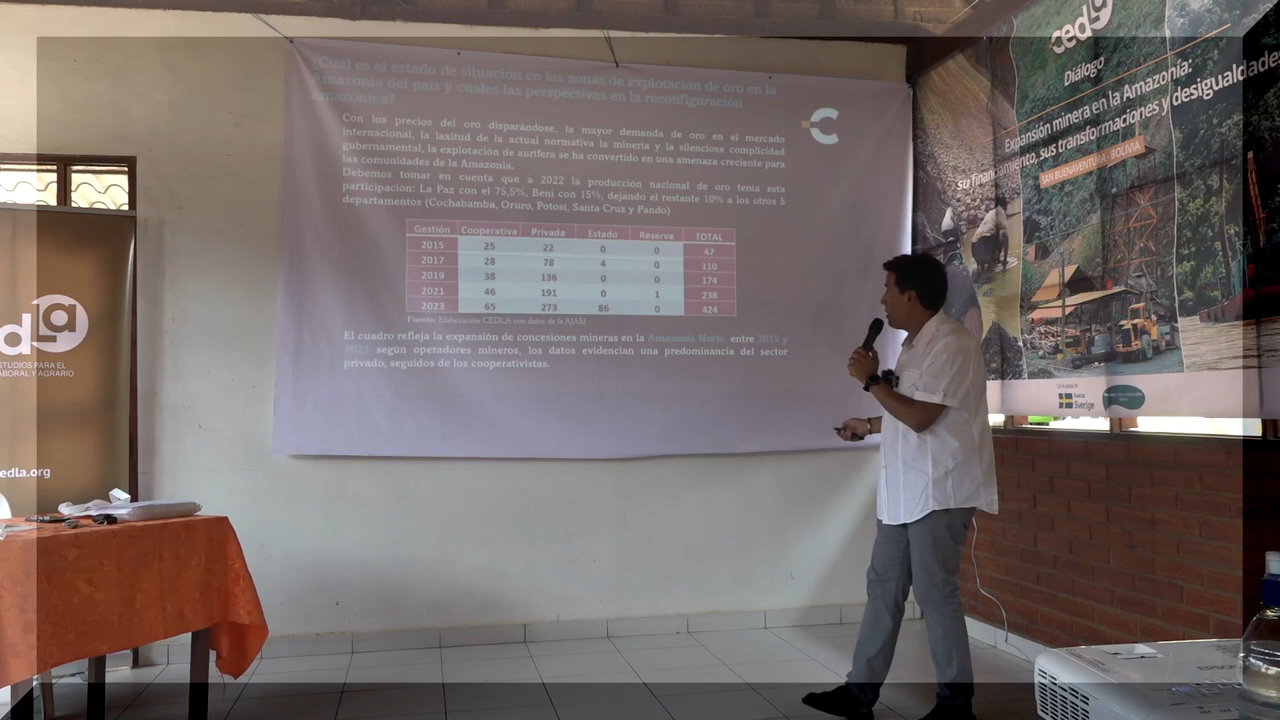 ¿Cuál es el estado de situación en las zonas de explotación de oro en la
Amazonía del país y cuales las perspectivas en la reconfiguración
amazónica?
Con los precios del oro disparándose, la mayor demanda de oro en el mercado
internacional, la laxitud de la actual normativa la minería y la silenciosa complicidad
gubernamental, la explotación de aurífera se ha convertido en una amenaza creciente para
las comunidades de la Amazonía.
Debemos tomar en cuenta que a 2022 la producción nacional de oro tenía esta
participación: La Paz con el 75,5%, Beni con 15%, dejando el restante 10% a los otros 5
departamentos (Cochabamba, Oruro, Potosí, Santa Cruz y Pando)
Gestión Cooperativa Privada Estado Reserva TOTAL
2015 25 22 0 0 47
2017 28 78 4 0 110
2019 38 136 0 0 174
2021 46 191 0 1 238
2023 65 273 86 0 424
Fuente: Elaboración CEDLA con datos de la AJAM
El cuadro refleja la expansión de concesiones mineras en la Amazonía Norte, entre 2015 y
2021 según operadores mineros, los datos evidencian una predominancia del sector
privado, seguidos de los cooperativistas.
cedla
Diálogo
Expansión minera en la Amazonía:
su financiamiento, sus transformaciones y desigualdades
SAN BUENAVENTURA - BOLIVIA
Suecia
Sverige
dla
STUDIOS PARA EL
ABORAL Y AGRARIO
edla.org
EPSON